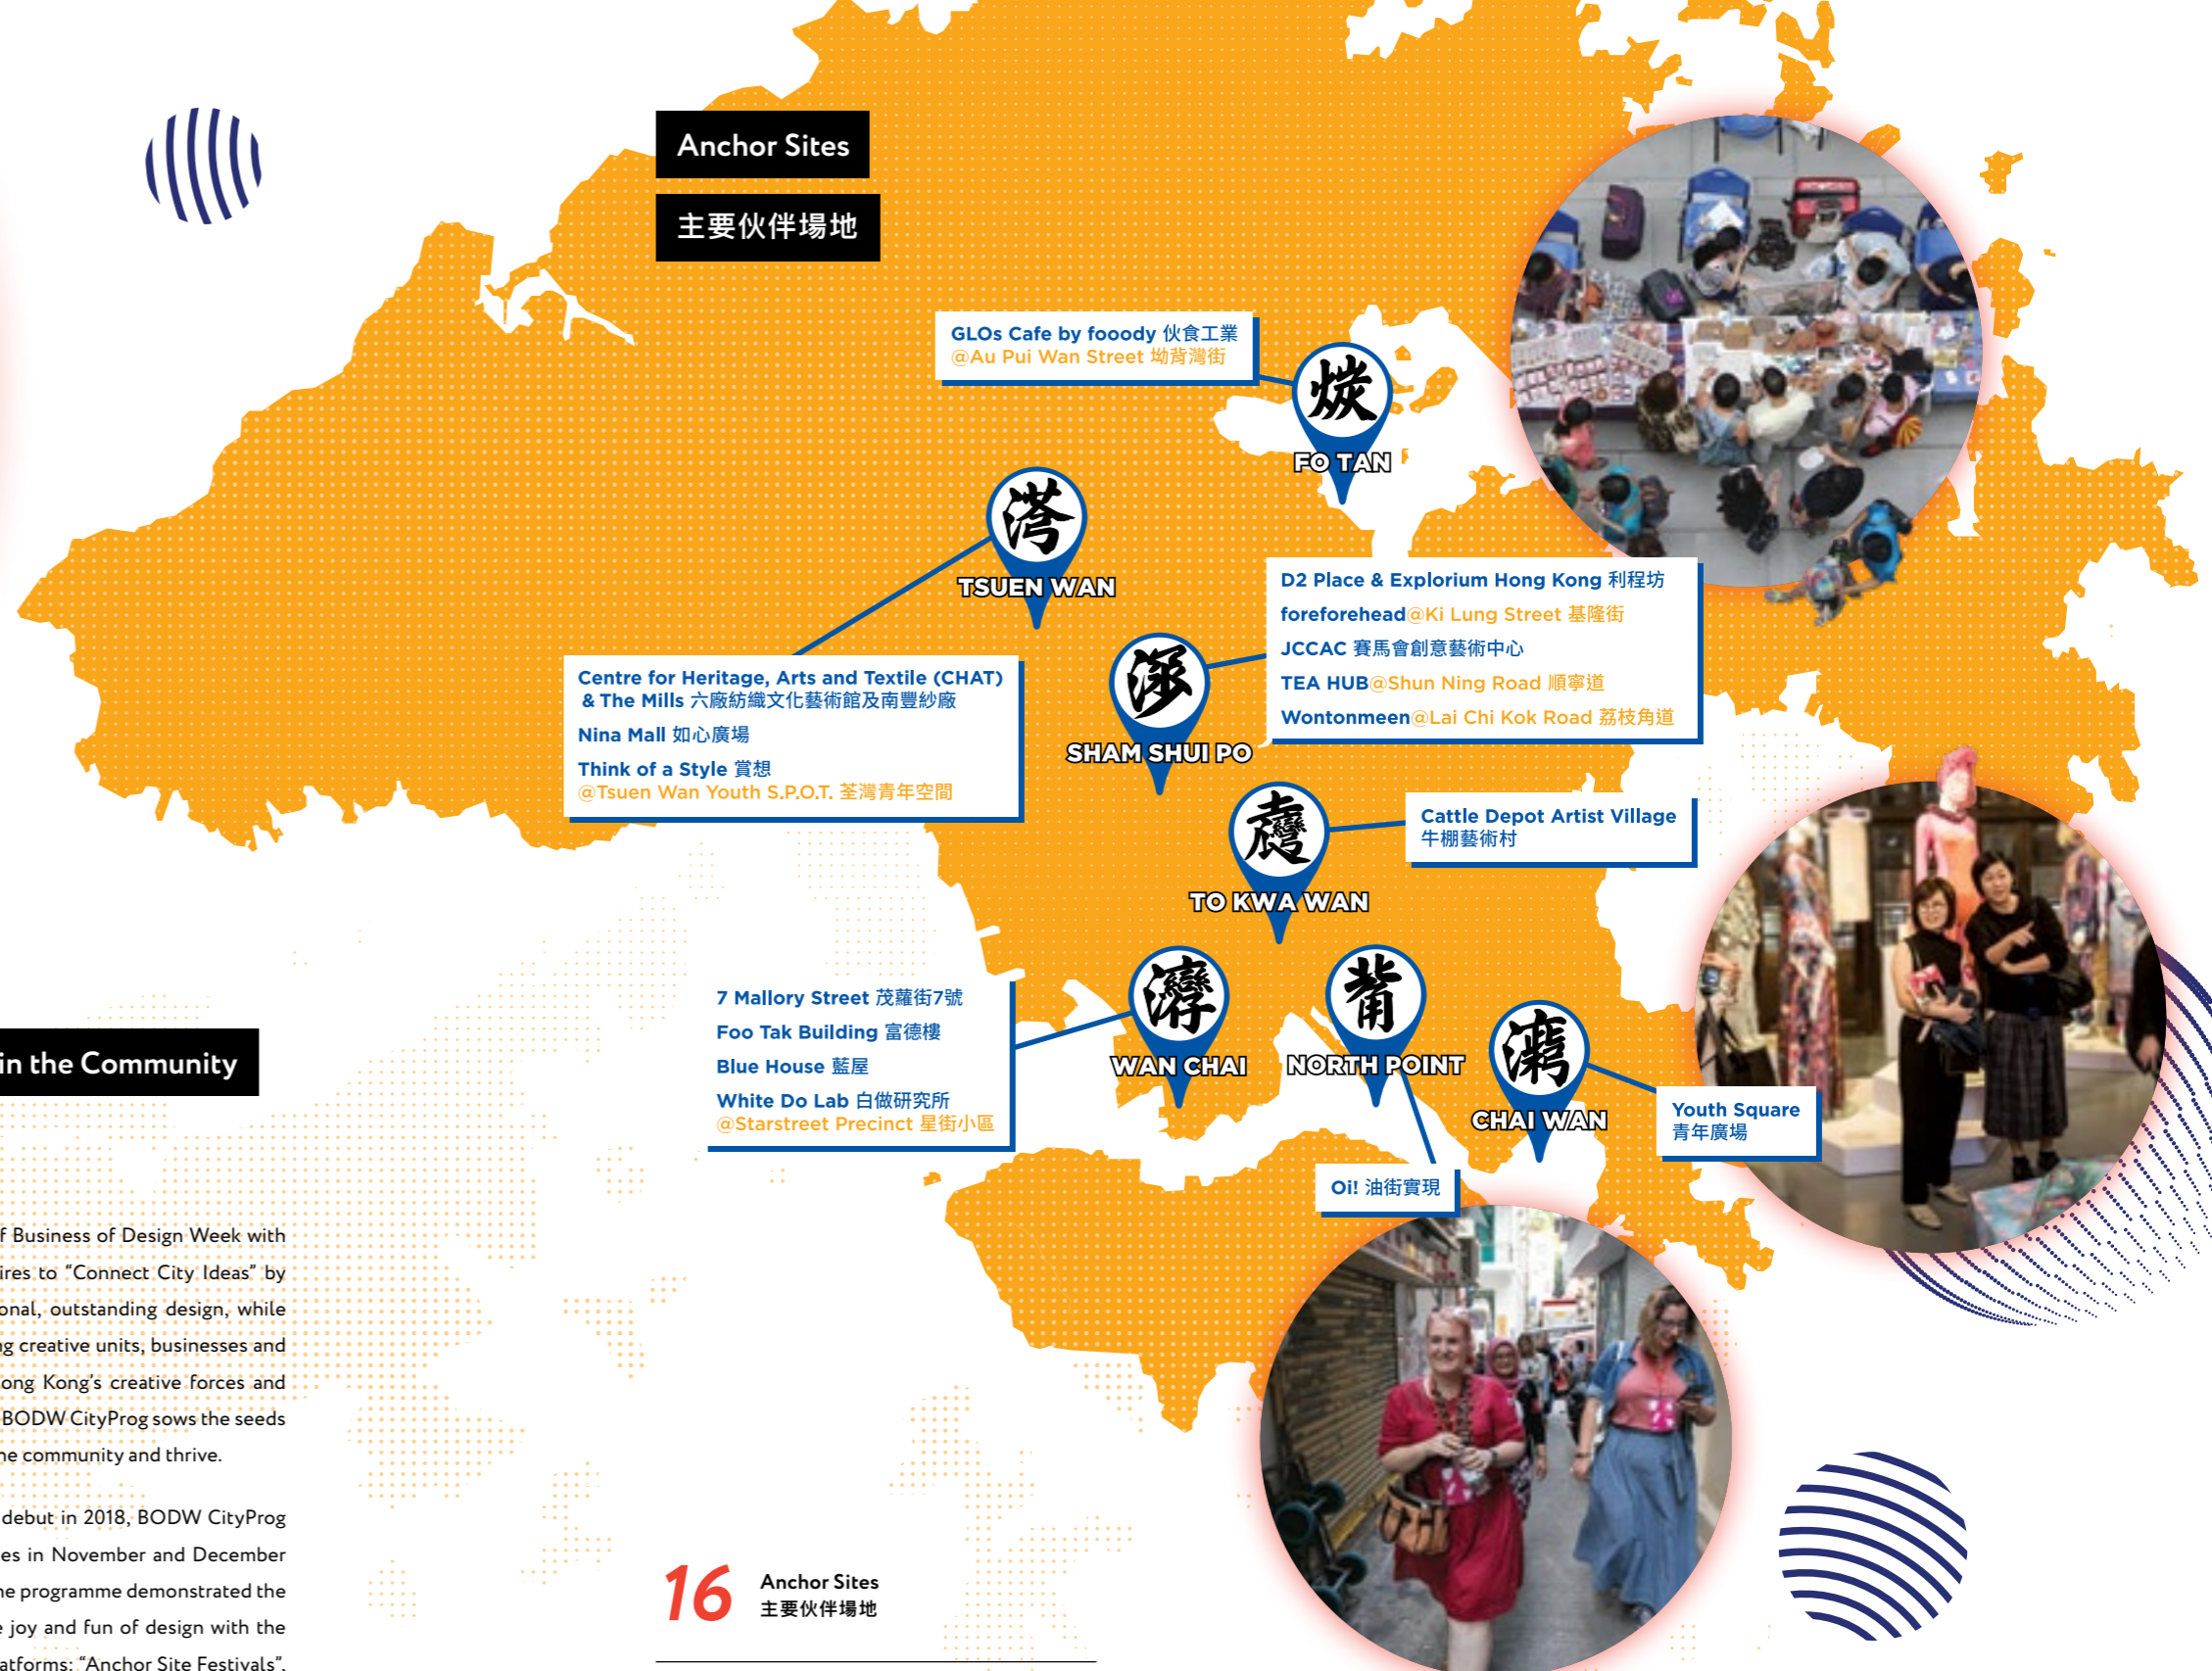 Anchor Sites
主要伙伴場地
GLOs Cafe by fooody 伙食工業
@Au Pui Wan Street 坳背灣街
FO TAN
TSUEN WAN
Centre for Heritage, Arts and Textile (CHAT)
& The Mills 六廠紡織文化藝術館及南豐紗廠
Nina Mall 如心廣場
Think of a Style 賞想
@Tsuen Wan Youth S.P.O.T. 荃灣青年空間
D2 Place & Explorium Hong Kong 利程坊
foreforehead@Ki Lung Street 基隆街
JCCAC 賽馬會創意藝術中心
TEA HUB@Shun Ning Road 順寧道
Wontonmeen@Lai Chi Kok Road 荔枝角道
SHAM SHUI PO
Cattle Depot Artist Village
牛棚藝術村
TO KWA WAN
7 Mallory Street 茂蘿街7號
Foo Tak Building 富德樓
Blue House 藍屋
White Do Lab 白做研究所
@Starstreet Precinct 星街小區
WAN CHAI
NORTH POINT
CHAI WAN
Youth Square
青年廣場
Oi! 油街實現
in the Community
f Business of Design Week with
ires to “Connect City Ideas” by
onal, outstanding design, while
g creative units, businesses and
ong Kong’s creative forces and
BODW CityProg sows the seeds
he community and thrive.
debut in 2018, BODW CityProg
es in November and December
ne programme demonstrated the
e joy and fun of design with the
atforms: “Anchor Site Festivals”,
16
Anchor Sites
主要伙伴場地